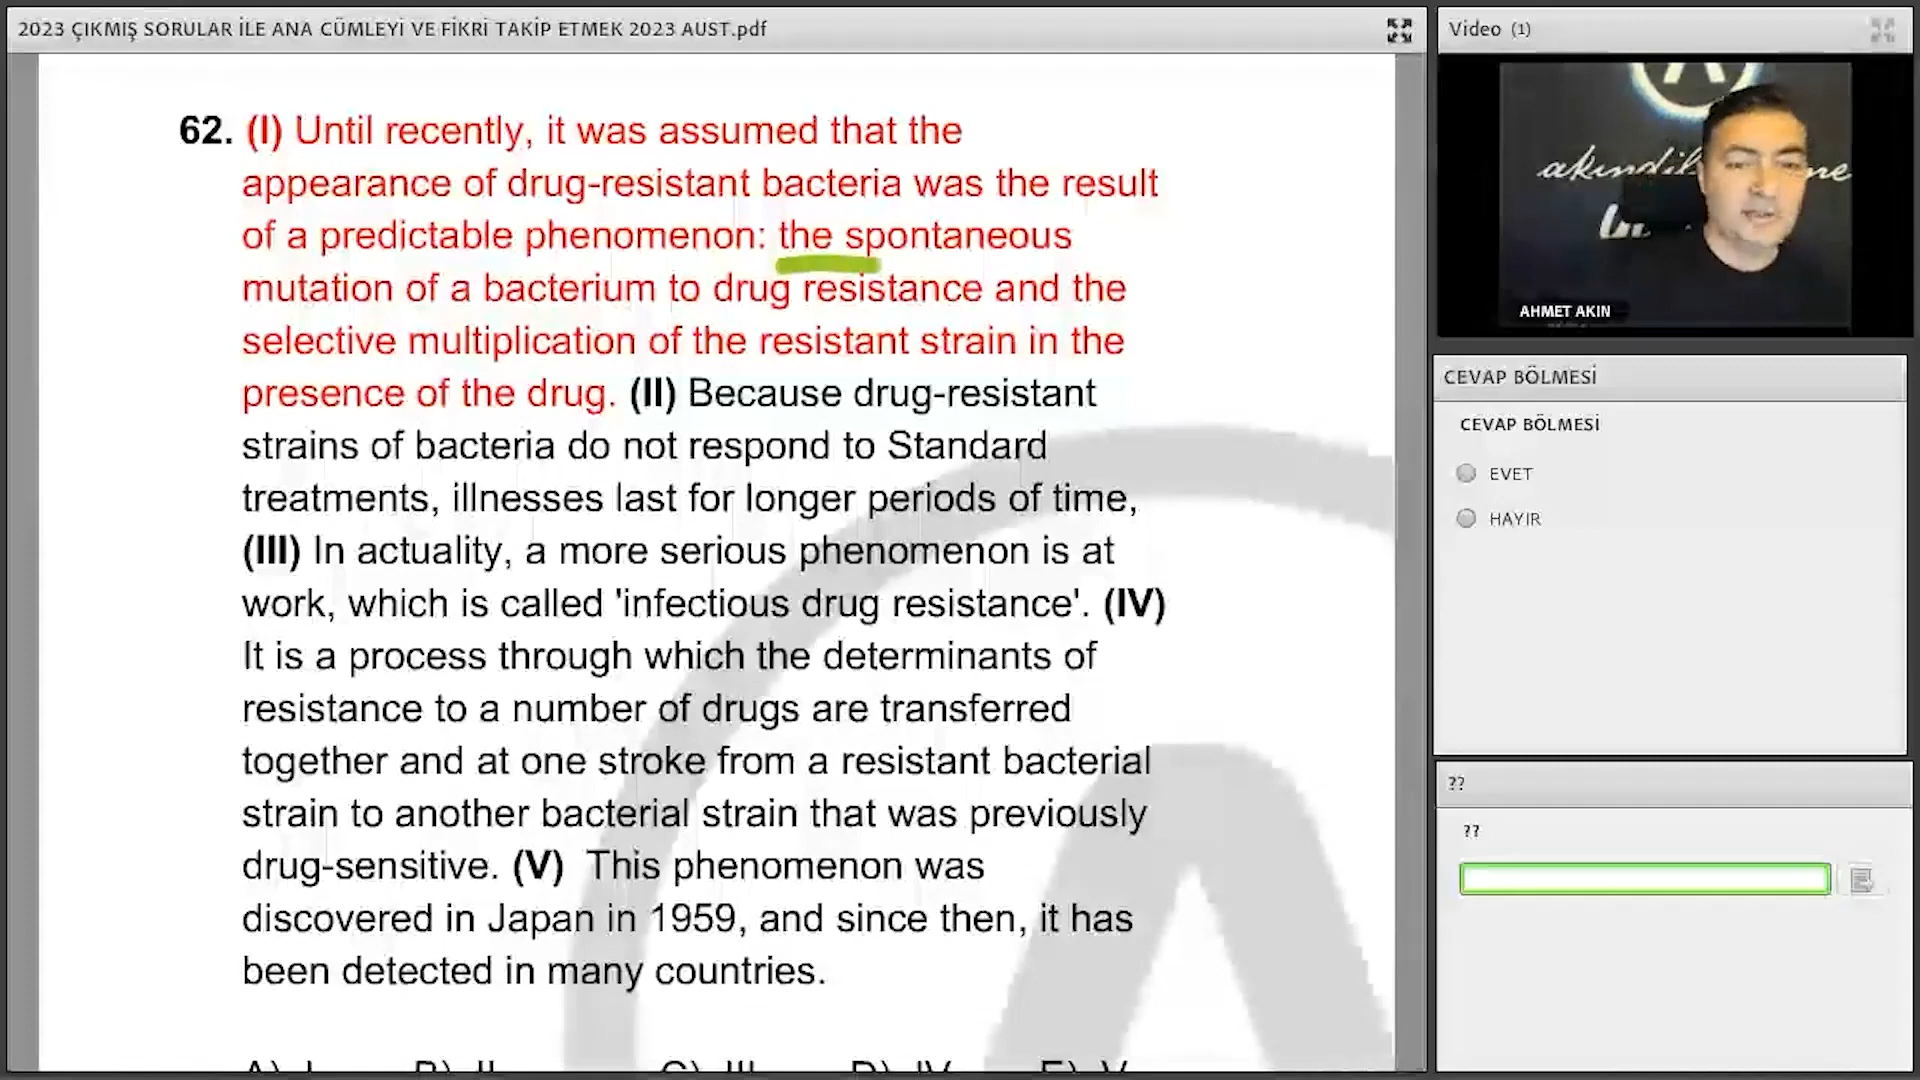 2023 ÇIKMIŞ SORULAR İLE ANA CÜMLEYİ VE FİKRİ TAKİP ETMEK 2023 AUST.pdf
62. (I) Until recently, it was assumed that the
appearance of drug-resistant bacteria was the result
of a predictable phenomenon: the spontaneous
mutation of a bacterium to drug resistance and the
selective multiplication of the resistant strain in the
presence of the drug. (II) Because drug-resistant
strains of bacteria do not respond to Standard
treatments, illnesses last for longer periods of time,
(III) In actuality, a more serious phenomenon is at
work, which is called 'infectious drug resistance'. (IV)
It is a process through which the determinants of
resistance to a number of drugs are transferred
together and at one stroke from a resistant bacterial
strain to another bacterial strain that was previously
drug-sensitive. (V) This phenomenon was
discovered in Japan in 1959, and since then, it has
been detected in many countries.
A) I B) II C) III D) IV E) V
Video (1)
AHMET AKIN
CEVAP BÖLMESİ
CEVAP BÖLMESİ
EVET
HAYIR
??
??